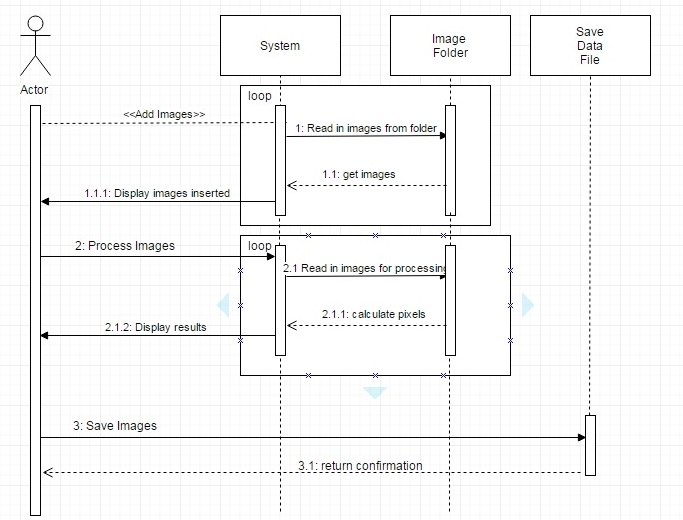 System
Image
Folder
Save
Data
File
Actor
loop
<<Add Images>>
1: Read in images from folder
1.1: get images
1.1.1: Display images inserted
2: Process Images
loop
2.1 Read in images for processing
2.1.1: calculate pixels
2.1.2: Display results
3: Save Images
3.1: return confirmation